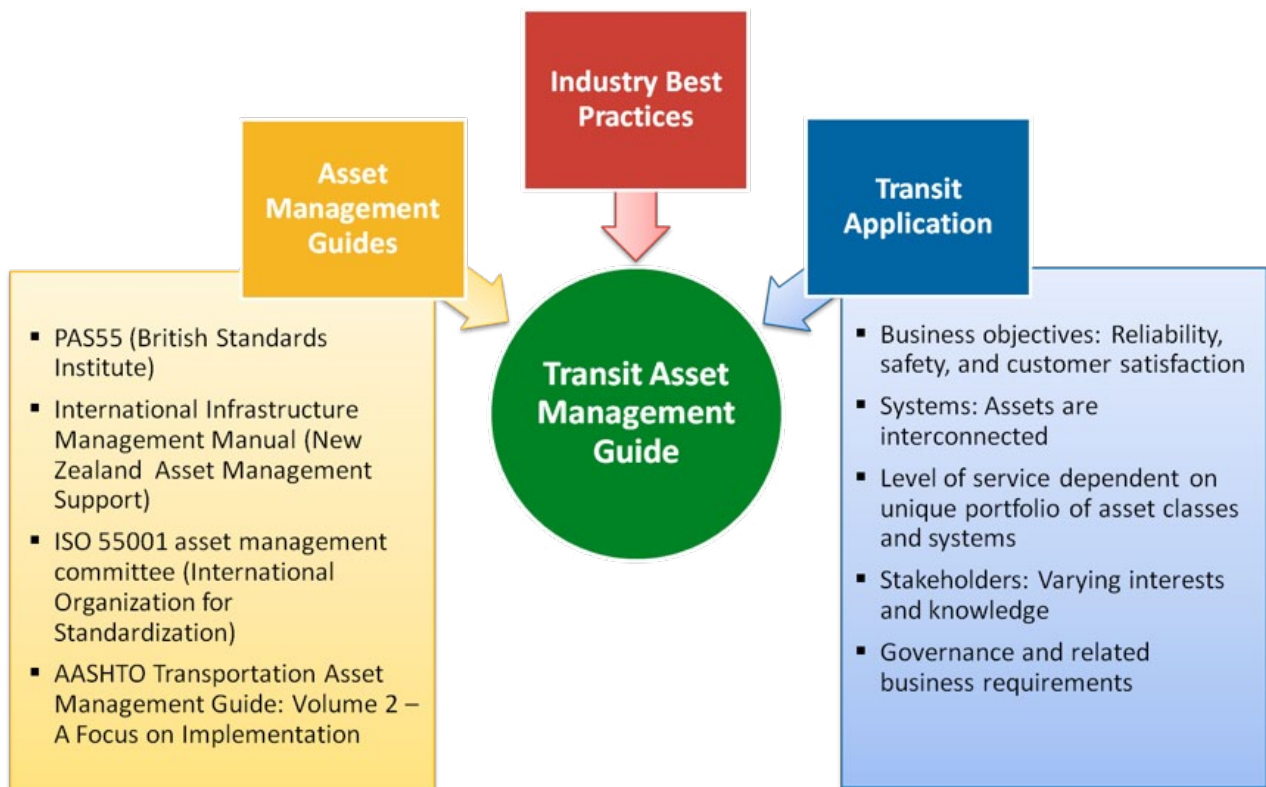 Industry Best
Practices
Asset
Management
Guides
Transit
Application
Transit Asset
Management
Guide
▪ PAS55 (British Standards
Institute)
▪ International Infrastructure
Management Manual (New
Zealand Asset Management
Support)
▪ ISO 55001 asset management
committee (International
Organization for
Standardization)
▪ AASHTO Transportation Asset
Management Guide: Volume 2 –
A Focus on Implementation
▪ Business objectives: Reliability,
safety, and customer satisfaction
▪ Systems: Assets are
interconnected
▪ Level of service dependent on
unique portfolio of asset classes
and systems
▪ Stakeholders: Varying interests
and knowledge
▪ Governance and related
business requirements